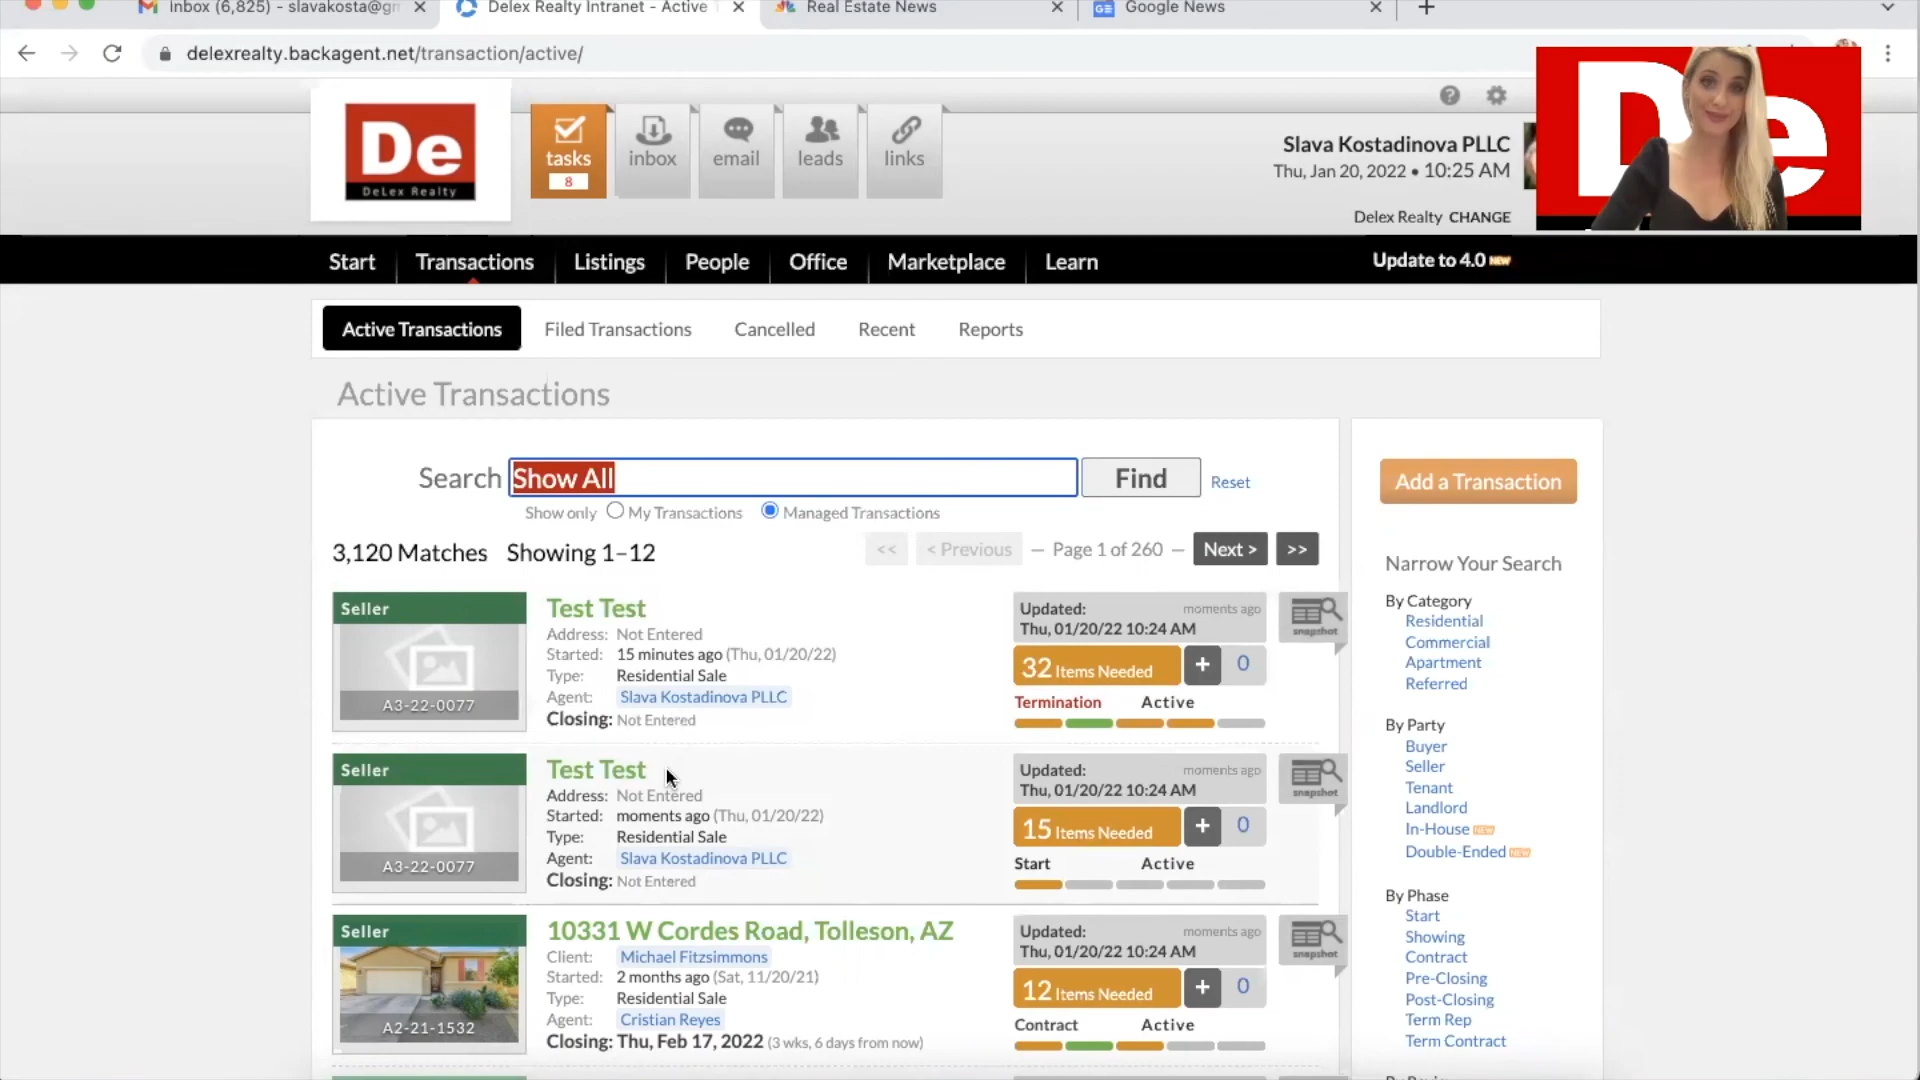 Inbox (6,825) - slavakosta@gm
Delex Realty Intranet - Active T
Real Estate News
Google News
delexrealty.backagent.net/transaction/active/
De
DeLex Realty
tasks
8
inbox
email
leads
links
Slava Kostadinova PLLC
Thu, Jan 20, 2022 • 10:25 AM
Delex Realty CHANGE
De
Start
Transactions
Listings
People
Office
Marketplace
Learn
Update to 4.0 NEW
Active Transactions
Filed Transactions
Cancelled
Recent
Reports
Active Transactions
Search
Show All
Find
Reset
Show only My Transactions Managed Transactions
3,120 Matches Showing 1–12
<<
< Previous
— Page 1 of 260 —
Next >
>>
Seller
A3-22-0077
Test Test
Address: Not Entered
Started: 15 minutes ago (Thu, 01/20/22)
Type: Residential Sale
Agent: Slava Kostadinova PLLC
Closing: Not Entered
Updated: moments ago
Thu, 01/20/22 10:24 AM
32 Items Needed + 0
Termination Active
snapshot
Seller
A3-22-0077
Test Test
Address: Not Entered
Started: moments ago (Thu, 01/20/22)
Type: Residential Sale
Agent: Slava Kostadinova PLLC
Closing: Not Entered
Updated: moments ago
Thu, 01/20/22 10:24 AM
15 Items Needed + 0
Start Active
snapshot
Seller
A2-21-1532
10331 W Cordes Road, Tolleson, AZ
Client: Michael Fitzsimmons
Started: 2 months ago (Sat, 11/20/21)
Type: Residential Sale
Agent: Cristian Reyes
Closing: Thu, Feb 17, 2022 (3 wks, 6 days from now)
Updated: moments ago
Thu, 01/20/22 10:24 AM
12 Items Needed + 0
Contract Active
snapshot
Add a Transaction
Narrow Your Search
By Category
Residential
Commercial
Apartment
Referred
By Party
Buyer
Seller
Tenant
Landlord
In-House NEW
Double-Ended NEW
By Phase
Start
Showing
Contract
Pre-Closing
Post-Closing
Term Rep
Term Contract